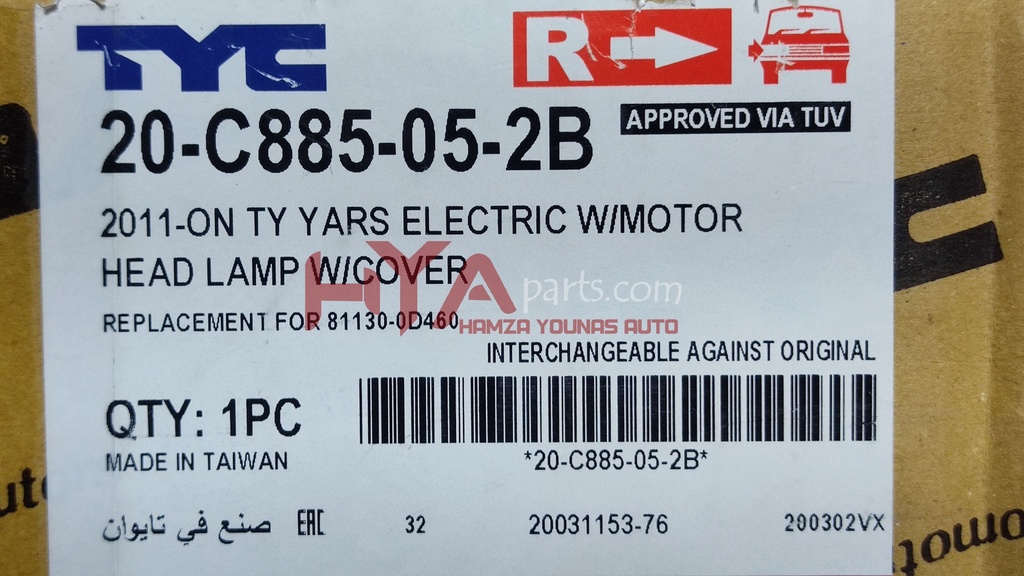 TYC
R
20-C885-05-2B
APPROVED VIA TUV
2011-ON TY YARS ELECTRIC W/MOTOR
HEAD LAMP W/COVER
HYAparts.com
REPLACEMENT FOR 81130-0D460
HAMZA YOUNAS AUTO
INTERCHANGEABLE AGAINST ORIGINAL
QTY: 1PC
MADE IN TAIWAN
*20-C885-05-2B*
صنع في تايوان
EAC
32
20031153-76
200302VX